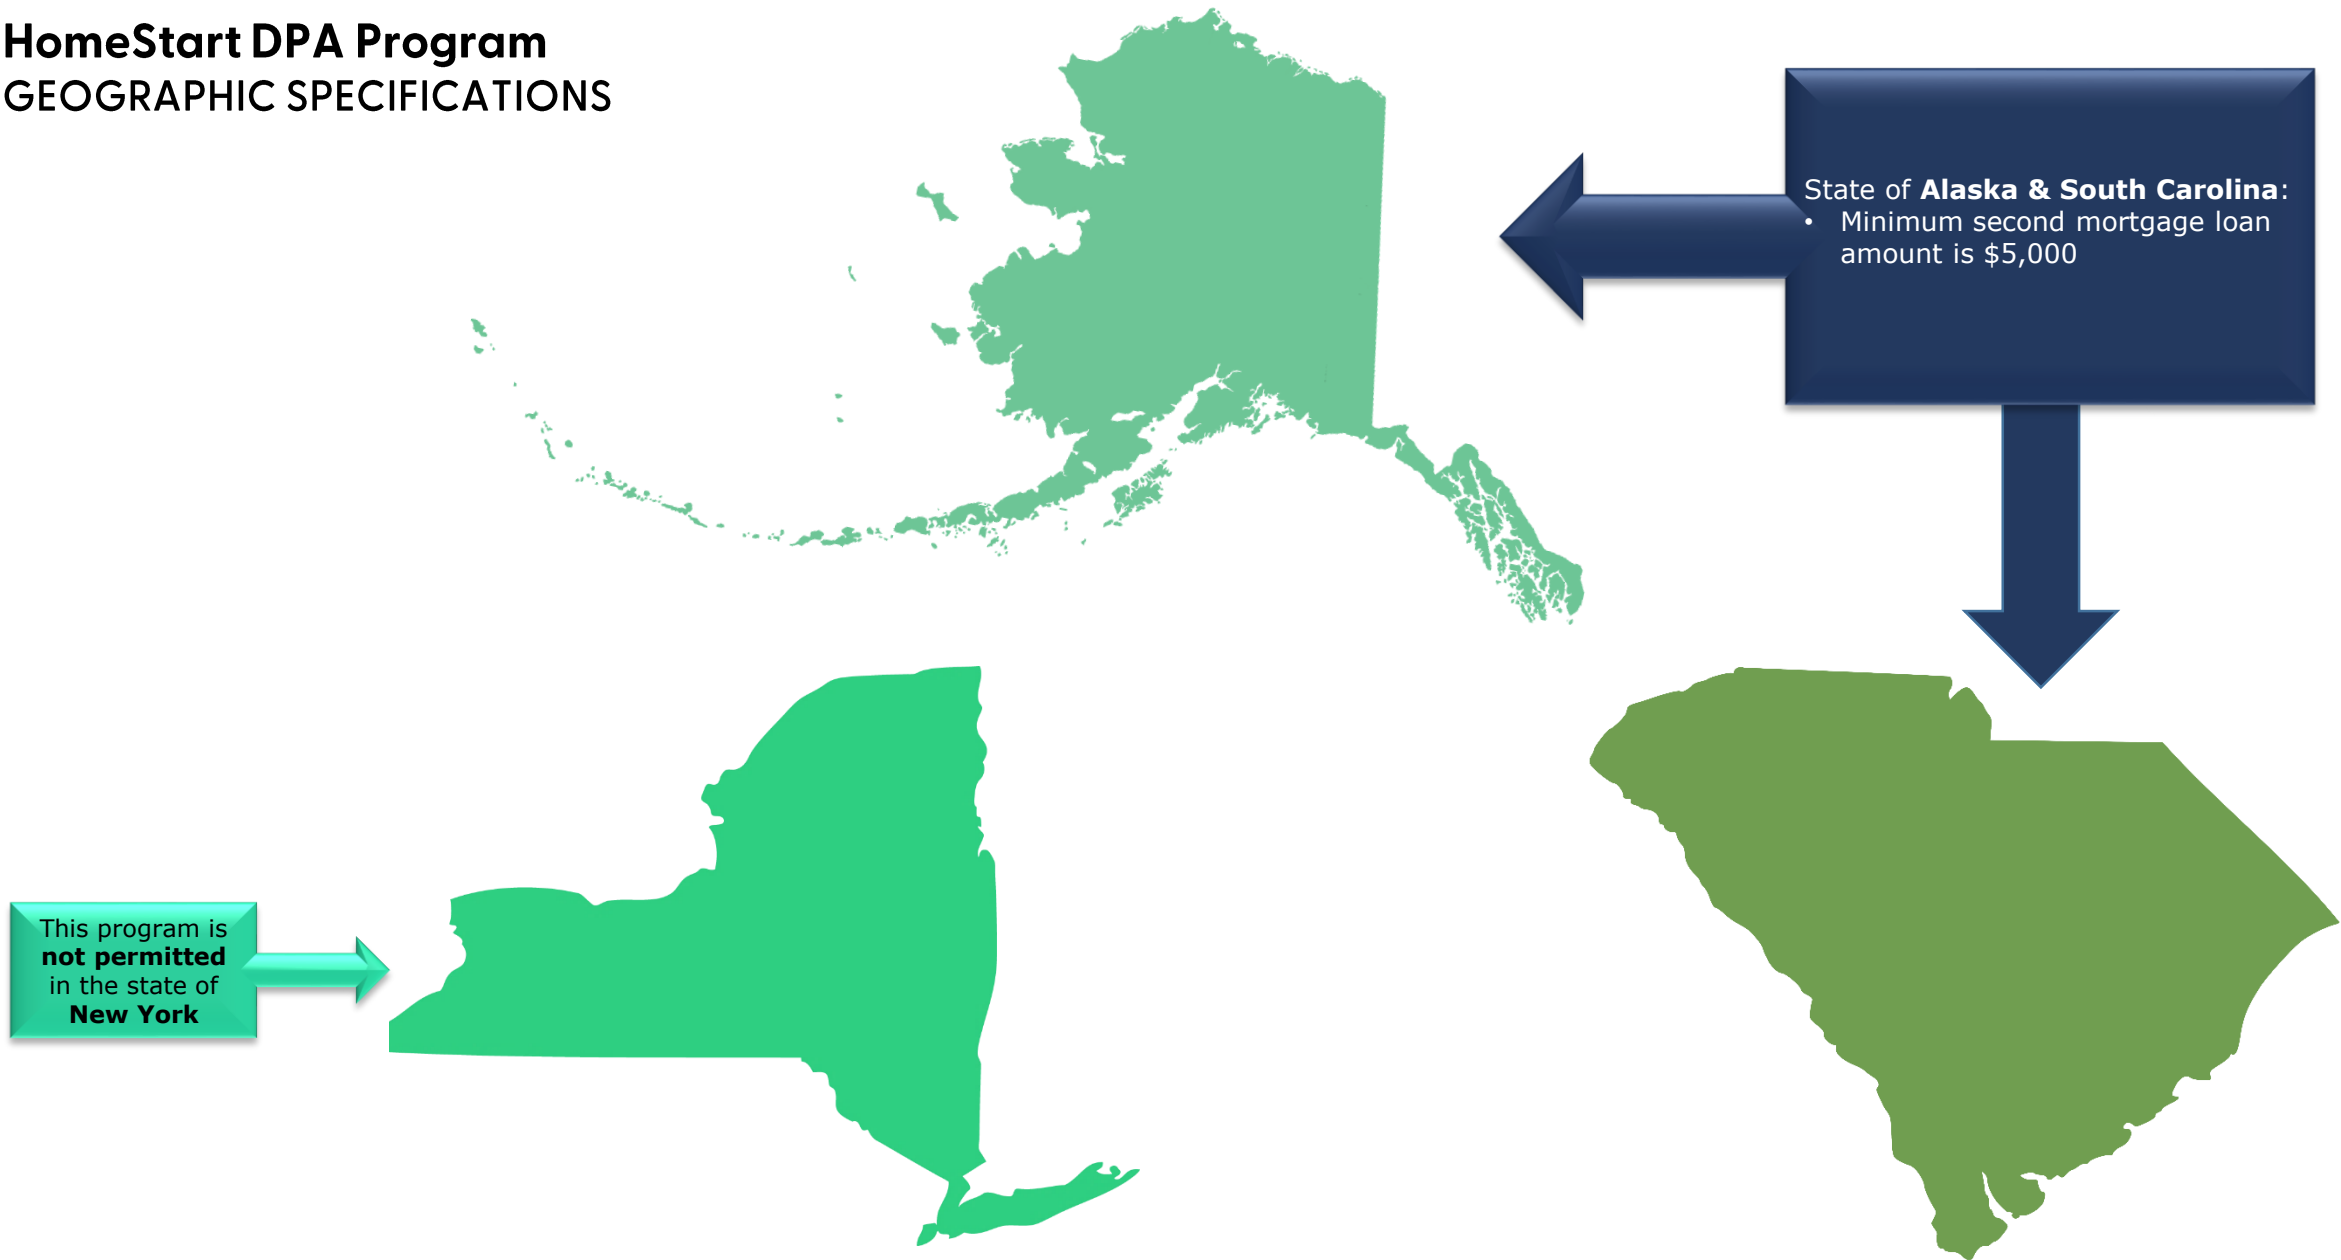 HomeStart DPA Program
GEOGRAPHIC SPECIFICATIONS
State of Alaska & South Carolina:
• Minimum second mortgage loan
amount is $5,000
This program is
not permitted
in the state of
New York